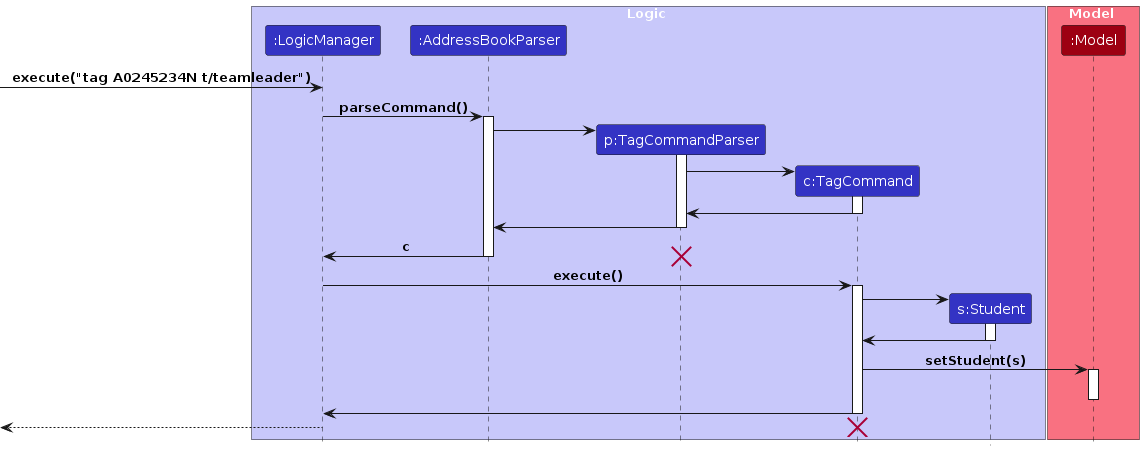 Logic
Model
:LogicManager
:AddressBookParser
:Model
execute("tag A0245234N t/teamleader")
parseCommand()
p:TagCommandParser
c:TagCommand
c
execute()
s:Student
setStudent(s)